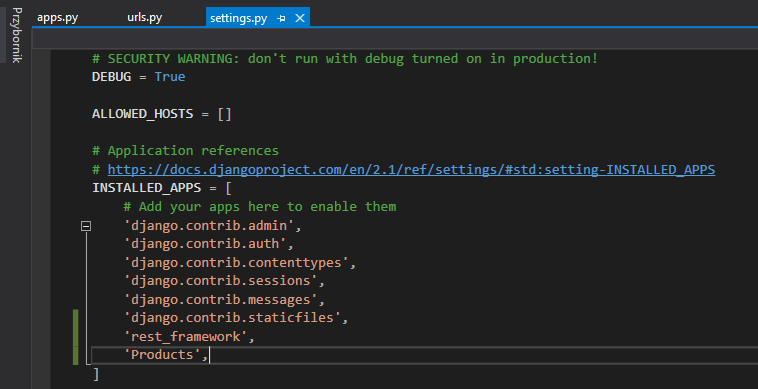 Przybornik
apps.py urls.py settings.py
# SECURITY WARNING: don't run with debug turned on in production!
DEBUG = True
ALLOWED_HOSTS = []
# Application references
# https://docs.djangoproject.com/en/2.1/ref/settings/#std:setting-INSTALLED_APPS
INSTALLED_APPS = [
# Add your apps here to enable them
'django.contrib.admin',
'django.contrib.auth',
'django.contrib.contenttypes',
'django.contrib.sessions',
'django.contrib.messages',
'django.contrib.staticfiles',
'rest_framework',
'Products',
]